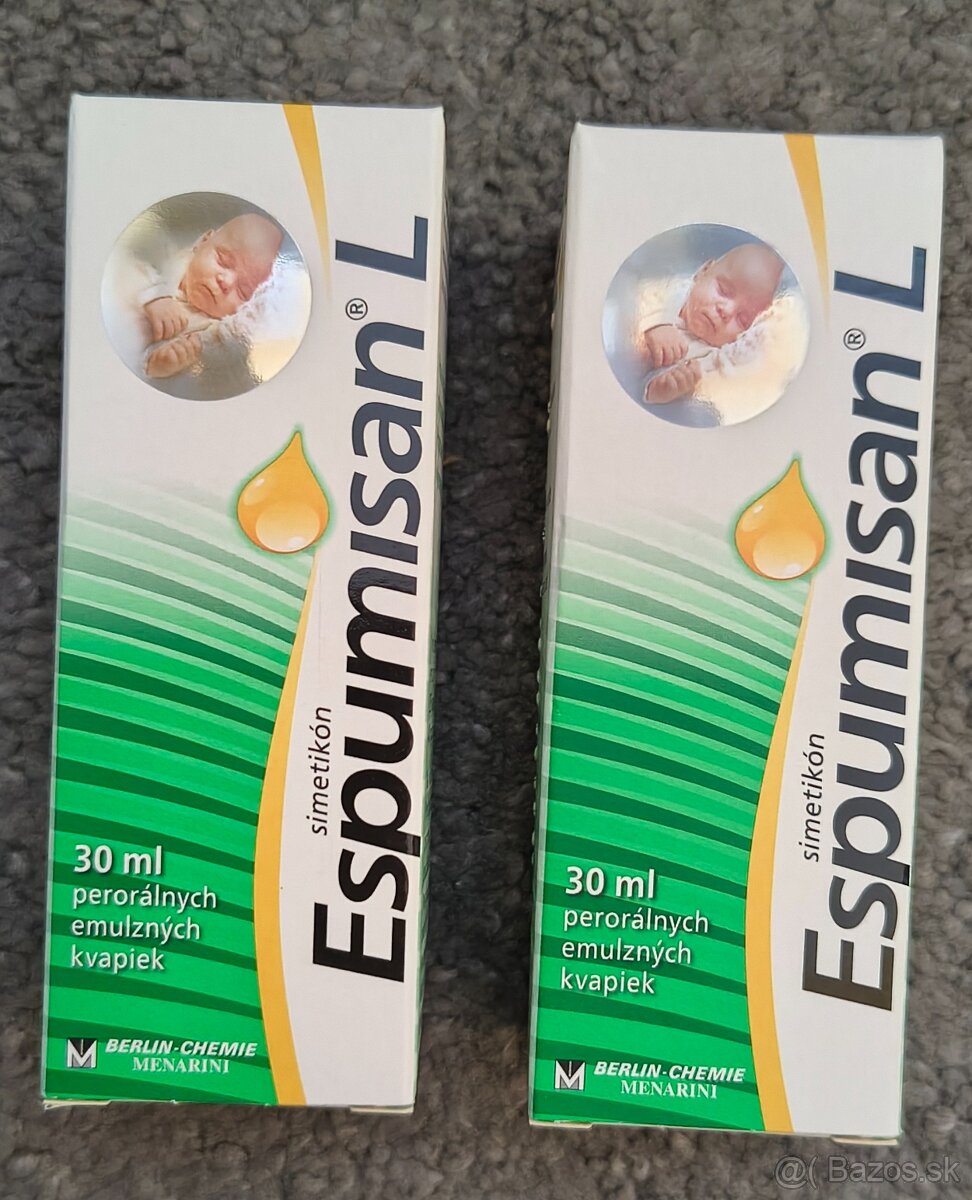 Espumisan® L
simetikón
30 ml
perorálnych
emulzných
kvapiek
BERLIN-CHEMIE
MENARINI
Espumisan® L
simetikón
30 ml
perorálnych
emulzných
kvapiek
BERLIN-CHEMIE
MENARINI
@( Bazos.sk